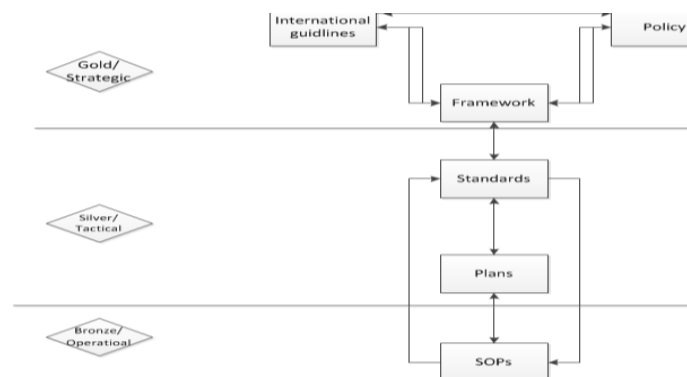 International
guidlines
Policy
Gold/
Strategic
Framework
Standards
Silver/
Tactical
Plans
Bronze/
Operatioal
SOPs